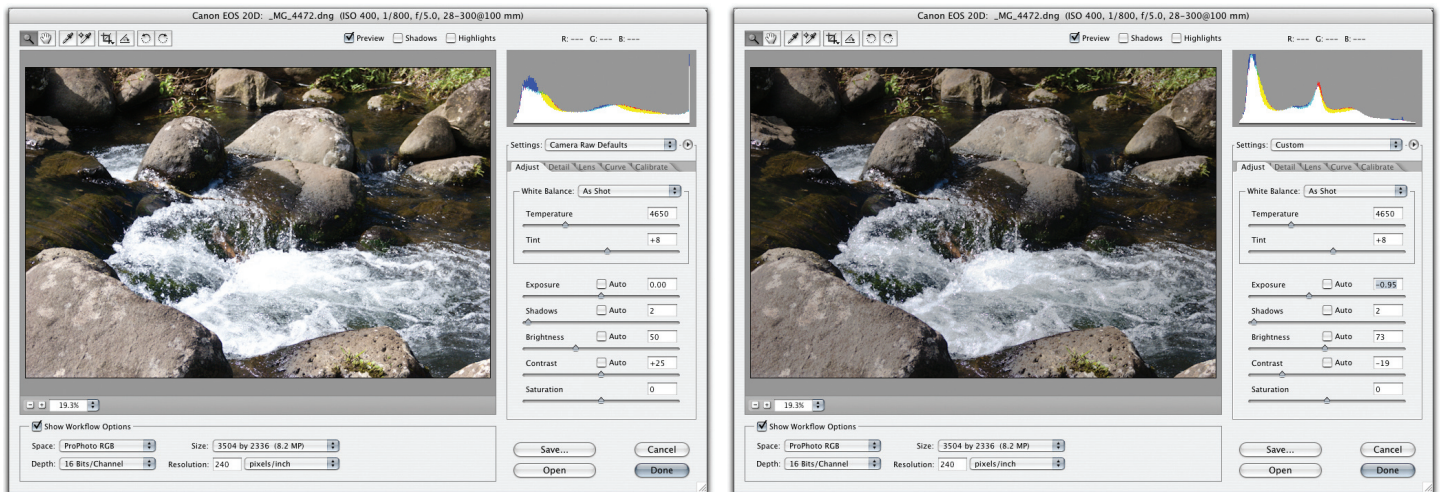 Canon EOS 20D: _MG_4472.dng (ISO 400, 1/800, f/5.0, 28-300@100 mm)
Preview Shadows Highlights R: --- G: --- B: ---
Settings: Camera Raw Defaults
Adjust Detail Lens Curve Calibrate
White Balance: As Shot
Temperature 4650
Tint +8
Exposure Auto 0.00
Shadows Auto 2
Brightness Auto 50
Contrast Auto +25
Saturation 0
19.3%
Show Workflow Options
Space: ProPhoto RGB Size: 3504 by 2336 (8.2 MP)
Depth: 16 Bits/Channel Resolution: 240 pixels/inch
Save... Cancel
Open Done
Canon EOS 20D: _MG_4472.dng (ISO 400, 1/800, f/5.0, 28-300@100 mm)
Preview Shadows Highlights R: --- G: --- B: ---
Settings: Custom
Adjust Detail Lens Curve Calibrate
White Balance: As Shot
Temperature 4650
Tint +8
Exposure Auto -0.95
Shadows Auto 2
Brightness Auto 73
Contrast Auto -19
Saturation 0
19.3%
Show Workflow Options
Space: ProPhoto RGB Size: 3504 by 2336 (8.2 MP)
Depth: 16 Bits/Channel Resolution: 240 pixels/inch
Save... Cancel
Open Done